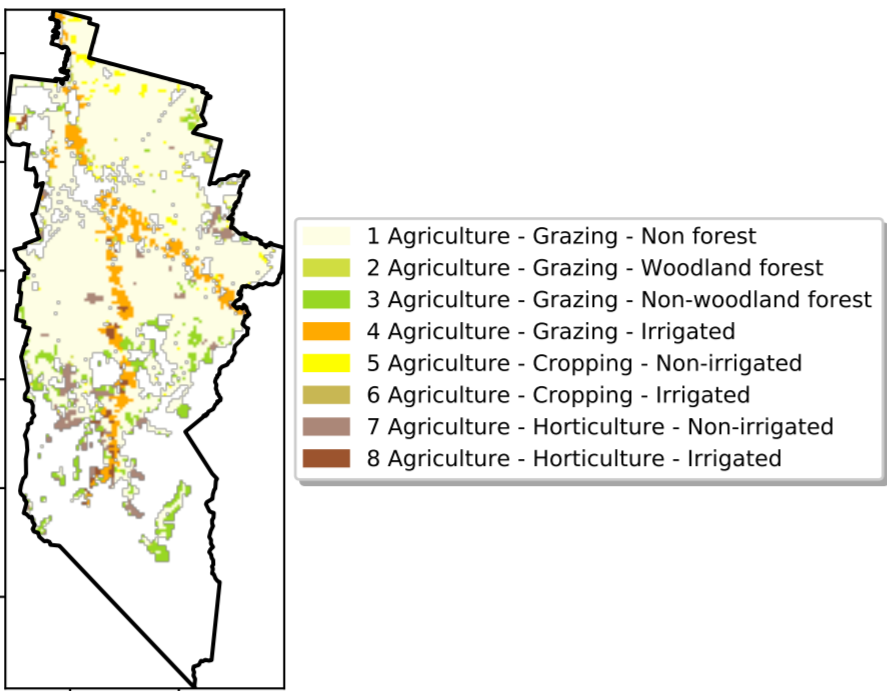 1 Agriculture - Grazing - Non forest
2 Agriculture - Grazing - Woodland forest
3 Agriculture - Grazing - Non-woodland forest
4 Agriculture - Grazing - Irrigated
5 Agriculture - Cropping - Non-irrigated
6 Agriculture - Cropping - Irrigated
7 Agriculture - Horticulture - Non-irrigated
8 Agriculture - Horticulture - Irrigated